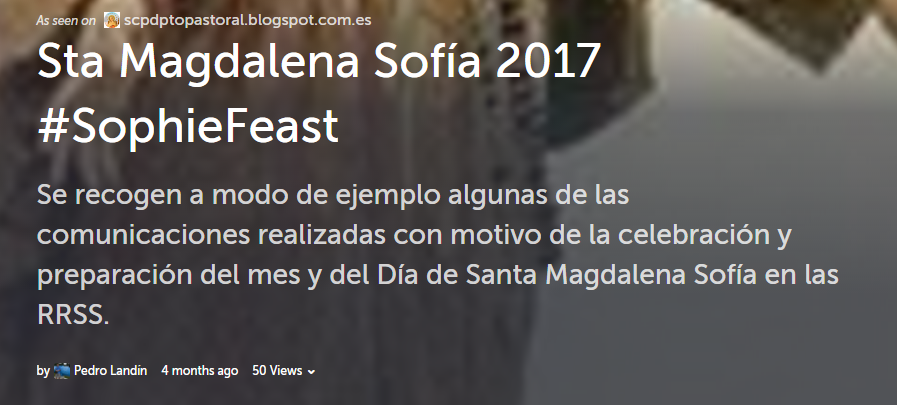 As seen on scpdptopastoral.blogspot.com.es
Sta Magdalena Sofía 2017
#SophieFeast
Se recogen a modo de ejemplo algunas de las
comunicaciones realizadas con motivo de la celebración y
preparación del mes y del Día de Santa Magdalena Sofía en las
RRSS.
by Pedro Landín 4 months ago 50 Views